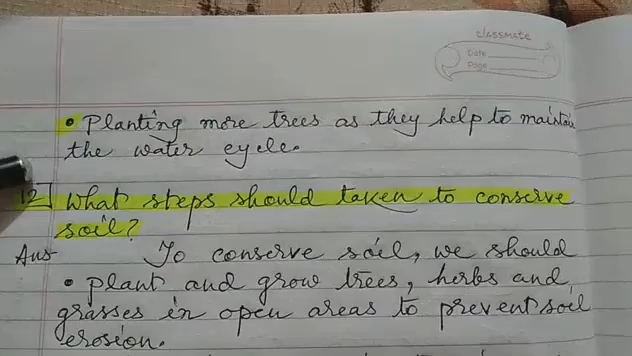 classmate
Date
Page
• Planting more trees as they help to maintain
the water cycle.
12 What steps should taken to conserve
soil?
Ans- To conserve soil, we should
• plant and grow trees, herbs and
grasses in open areas to prevent soil
erosion.